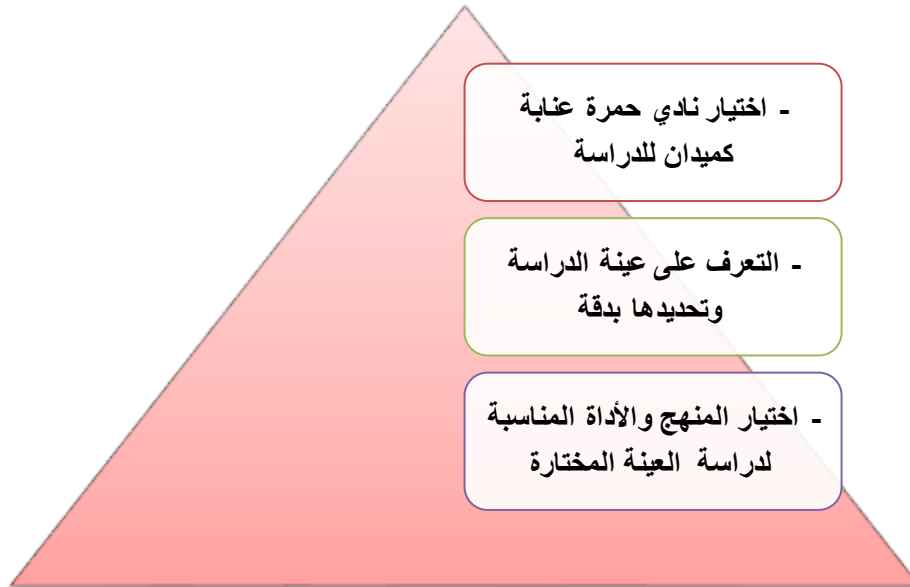 - اختيار نادي حمرة عنابة
كميدان للدراسة
- التعرف على عينة الدراسة
وتحديدها بدقة
- اختيار المنهج والأداة المناسبة
لدراسة العينة المختارة